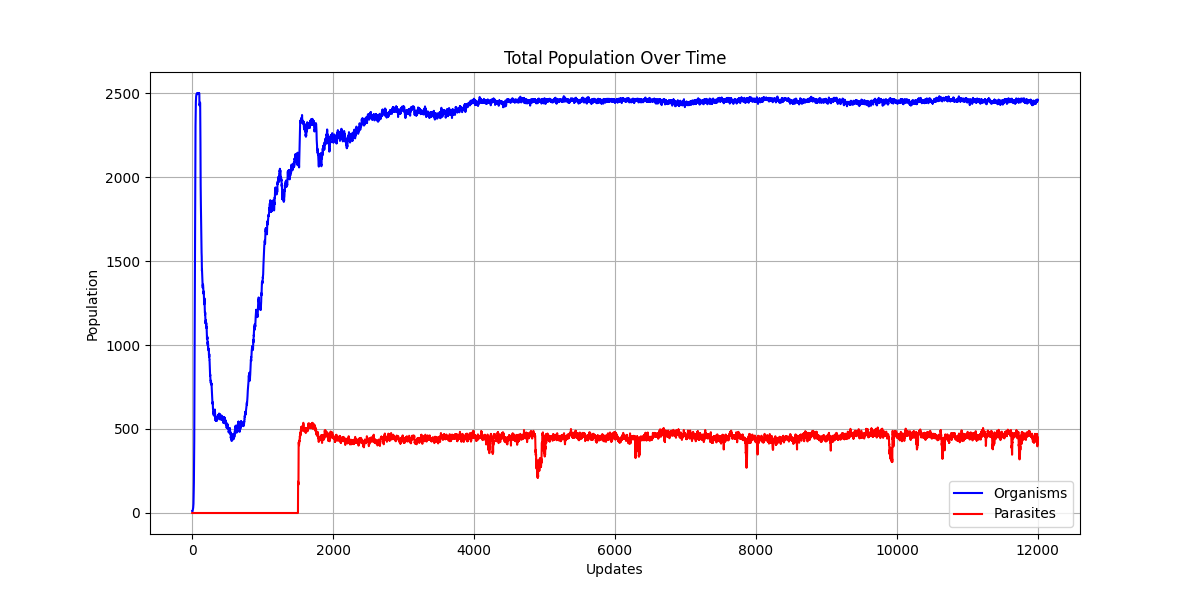 Total Population Over Time
Population
2500
2000
1500
1000
500
0
0 2000 4000 6000 8000 10000 12000
Updates
Organisms
Parasites